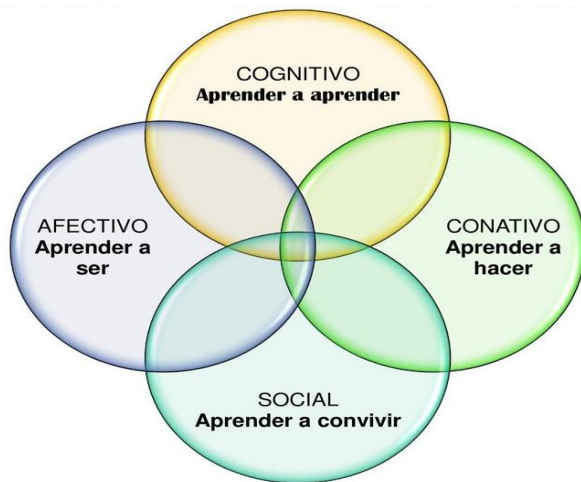 COGNITIVO
Aprender a aprender
AFECTIVO
Aprender a
ser
CONATIVO
Aprender a
hacer
SOCIAL
Aprender a convivir